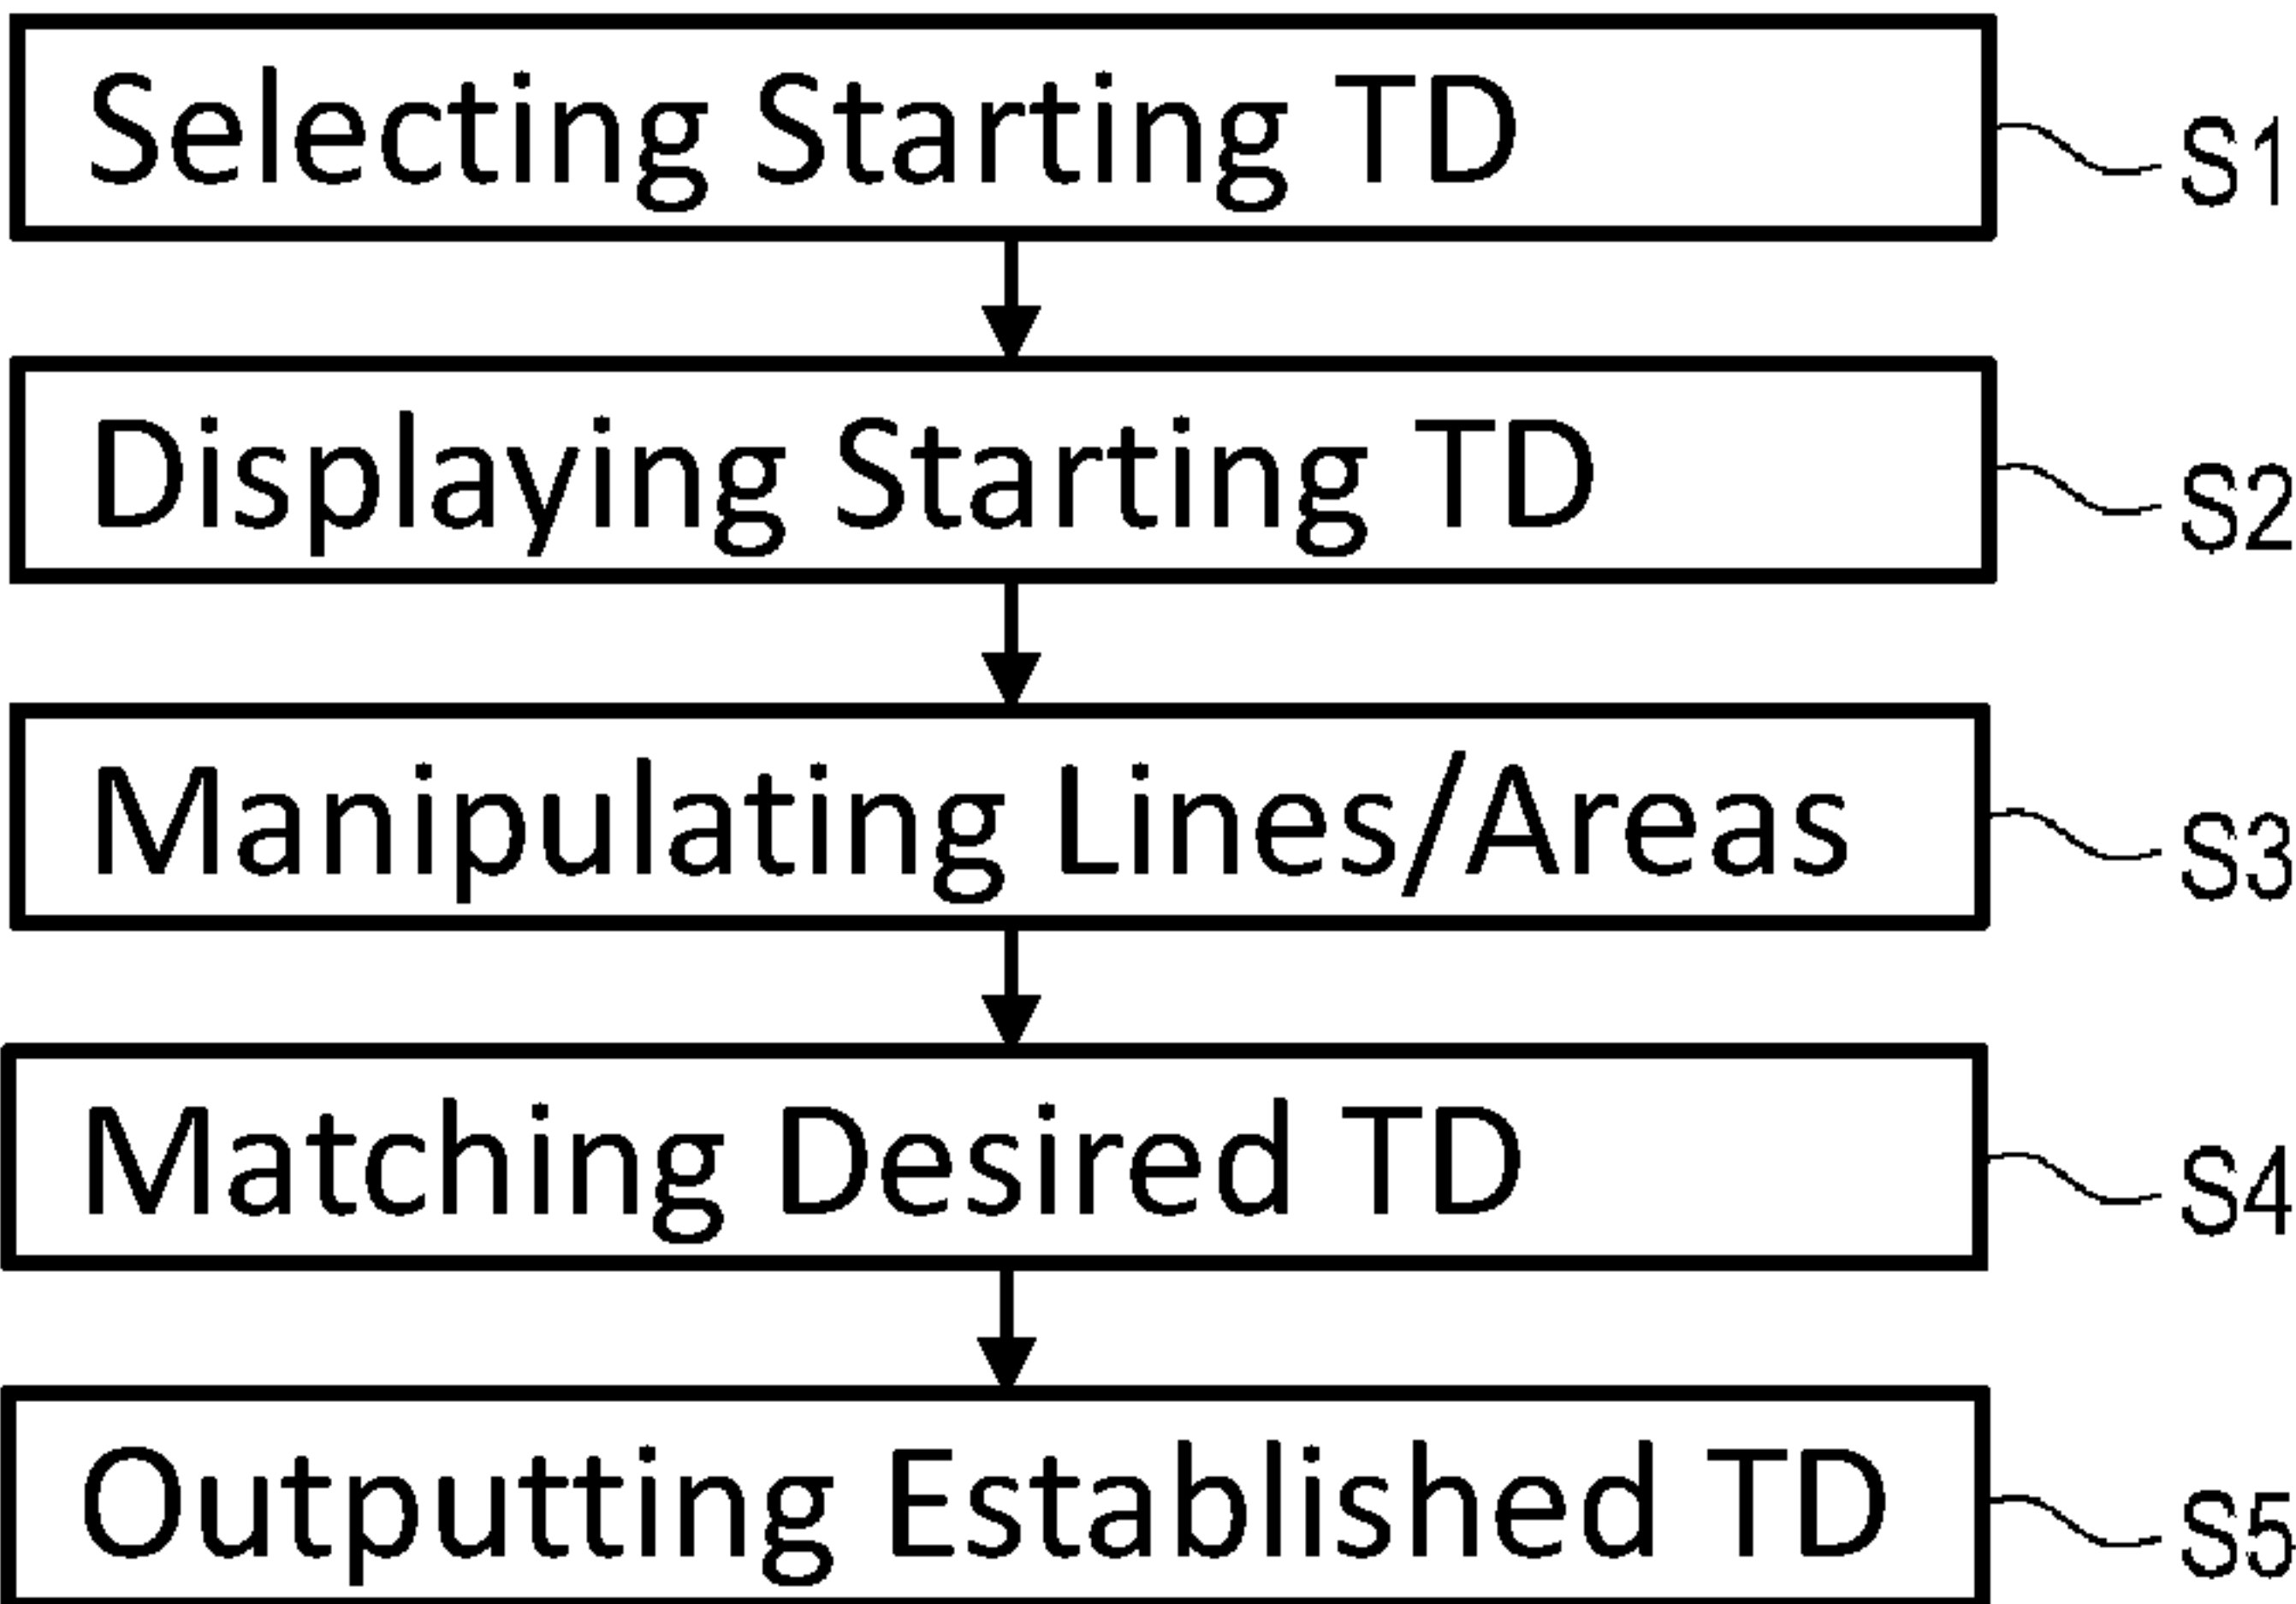 Selecting Starting TD S1
Displaying Starting TD S2
Manipulating Lines/Areas S3
Matching Desired TD S4
Outputting Established TD S5